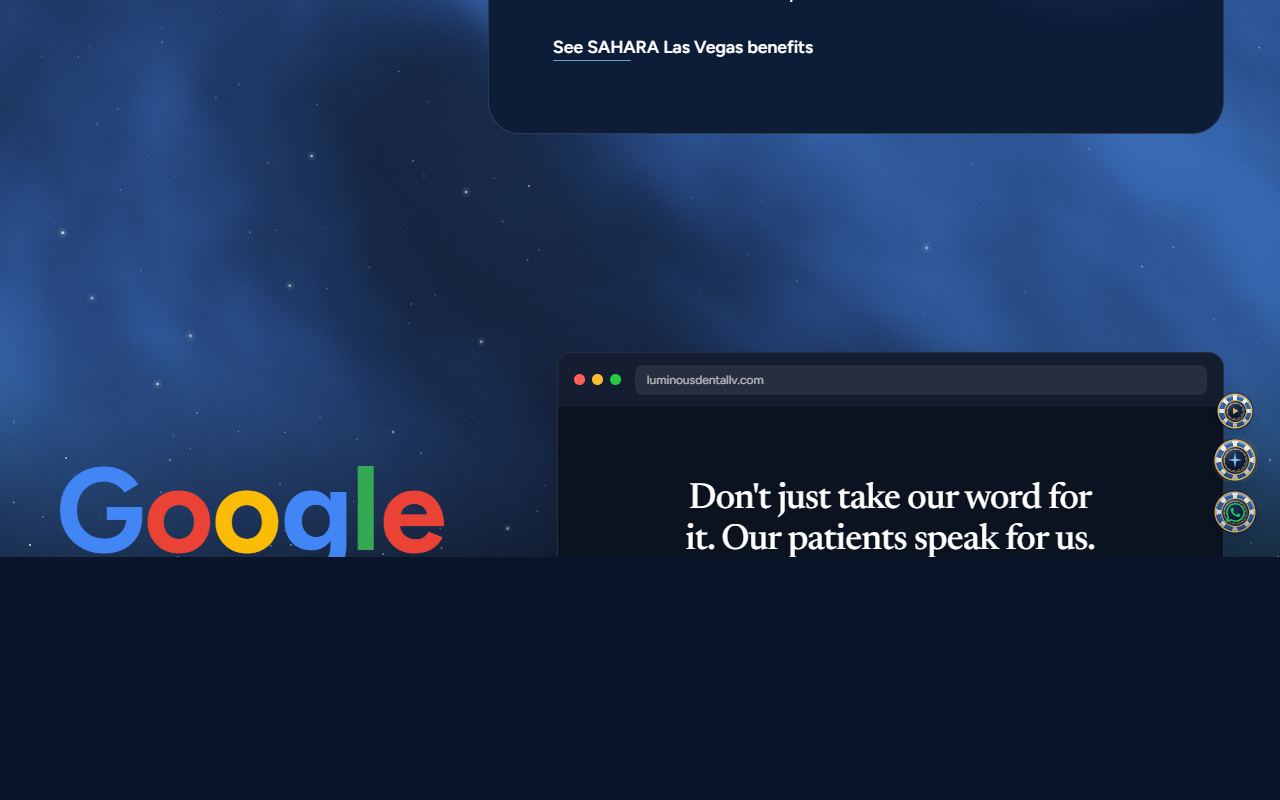 See SAHARA Las Vegas benefits
luminousdentallv.com
Google
Don't just take our word for
it. Our patients speak for us.